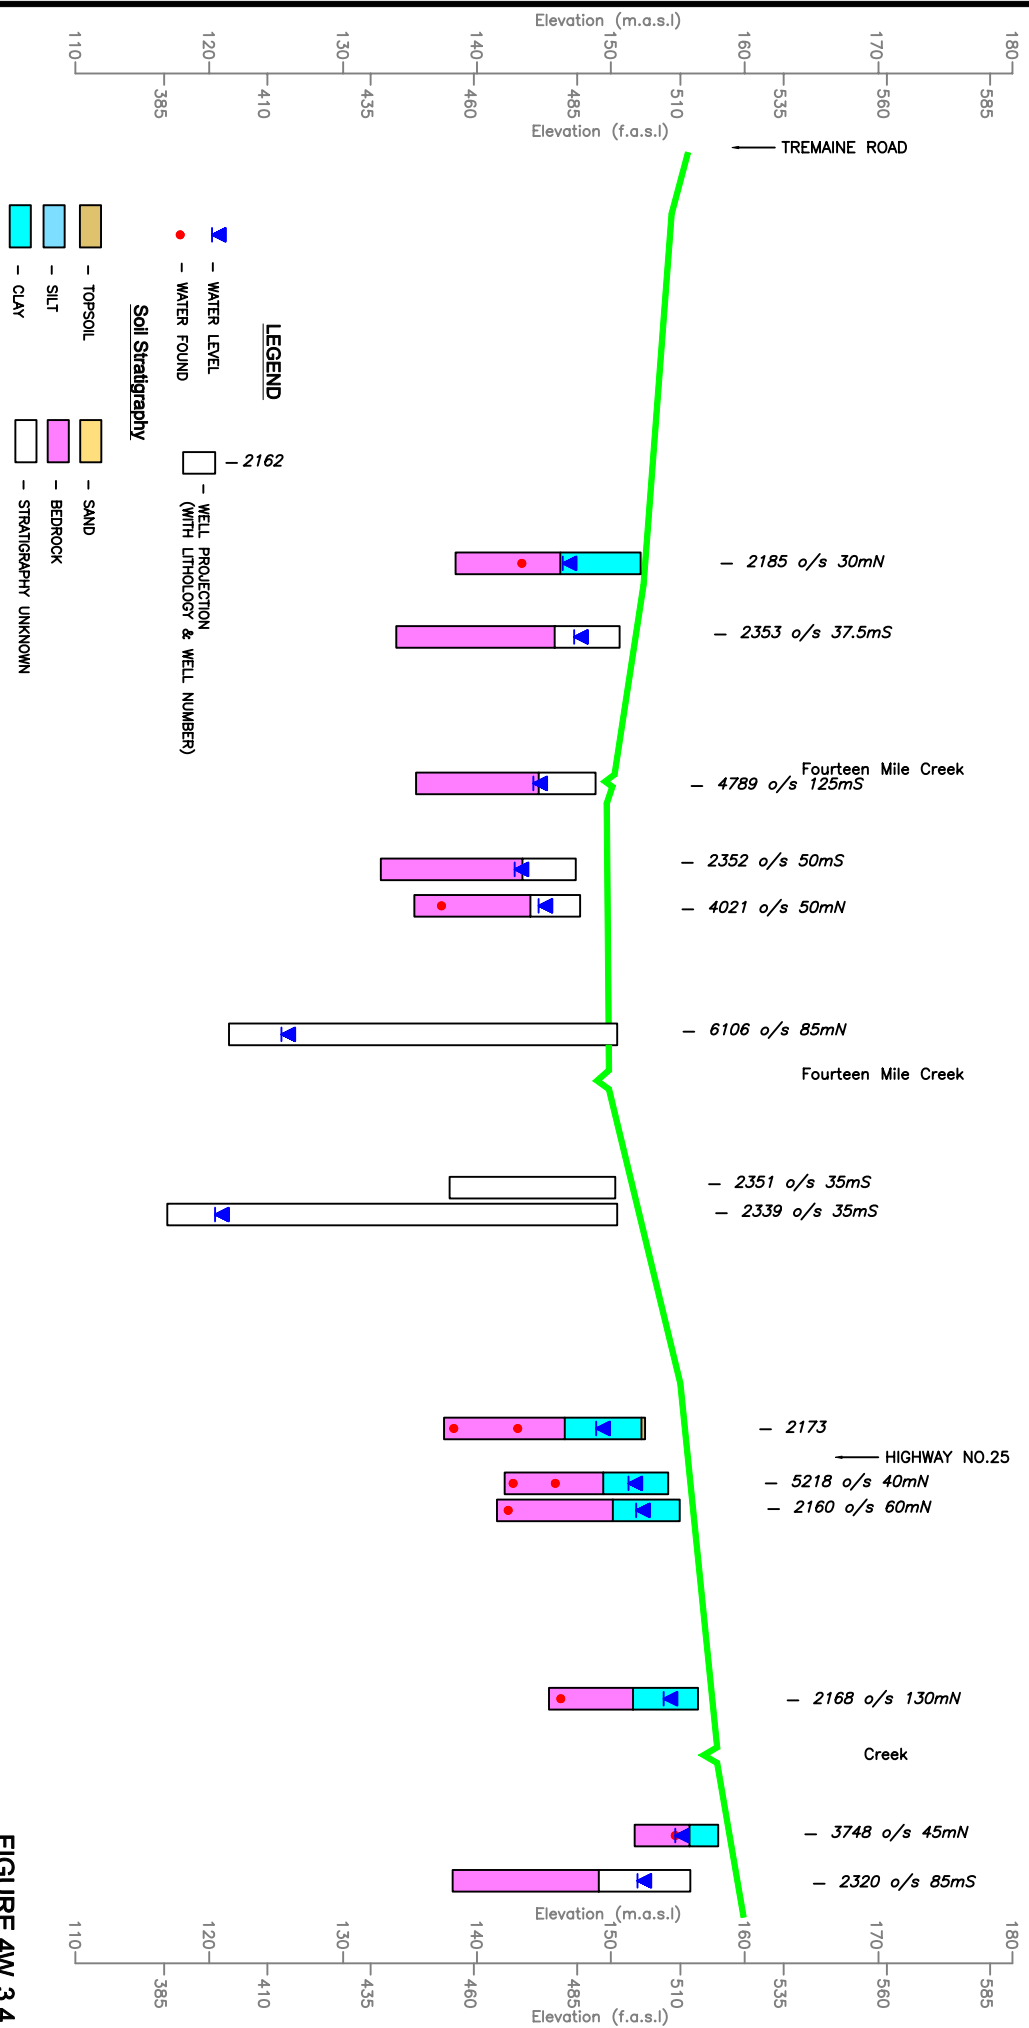 Elevation (m.a.s.l)
110
120
130
140
150
160
170
180
385
410
435
460
485
510
535
560
585
Elevation (f.a.s.l)
TREMAINE ROAD
2185 o/s 30mN
2353 o/s 37.5mS
Fourteen Mile Creek
4789 o/s 125mS
2352 o/s 50mS
4021 o/s 50mN
6106 o/s 85mN
Fourteen Mile Creek
2351 o/s 35mS
2339 o/s 35mS
2173
HIGHWAY NO.25
5218 o/s 40mN
2160 o/s 60mN
2168 o/s 130mN
Creek
3748 o/s 45mN
2320 o/s 85mS
Elevation (m.a.s.l)
110
120
130
140
150
160
170
180
385
410
435
460
485
510
535
560
585
Elevation (f.a.s.l)
LEGEND
- WATER LEVEL
- WATER FOUND
- 2162
- WELL PROJECTION
(WITH LITHOLOGY & WELL NUMBER)
Soil Stratigraphy
- TOPSOIL
- SILT
- CLAY
- SAND
- BEDROCK
- STRATIGRAPHY UNKNOWN
FIGURE 4W 3.4